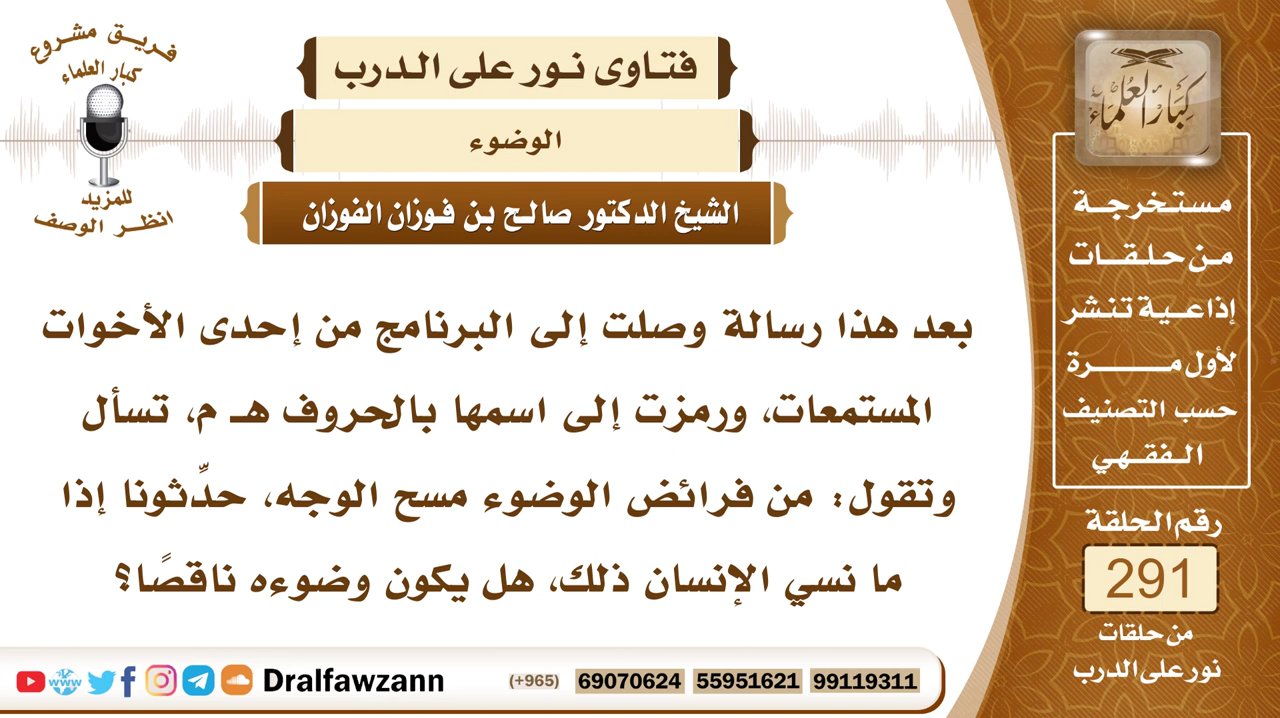 فريق مشروع
كبار العلماء
للمزيد
انظر الوصف
فتاوى نور على الدرب
الوضوء
الشيخ الدكتور صالح بن فوزان الفوزان
بعد هذا رسالة وصلت إلى البرنامج من إحدى الأخوات
المستمعات، ورمزت إلى اسمها بالحروف هـ م، تسأل
وتقول: من فرائض الوضوء مسح الوجه، حدِّثونا إذا
ما نسي الإنسان ذلك، هل يكون وضوءه ناقصًا؟
كبار العلماء
مستخرجة
من حلقات
إذاعية تنشر
لأول مرة
حسب التصنيف
الفقهي
رقم الحلقة
291
من حلقات
نور على الدرب
www
Dralfawzann
(+965) 69070624 55951621 99119311